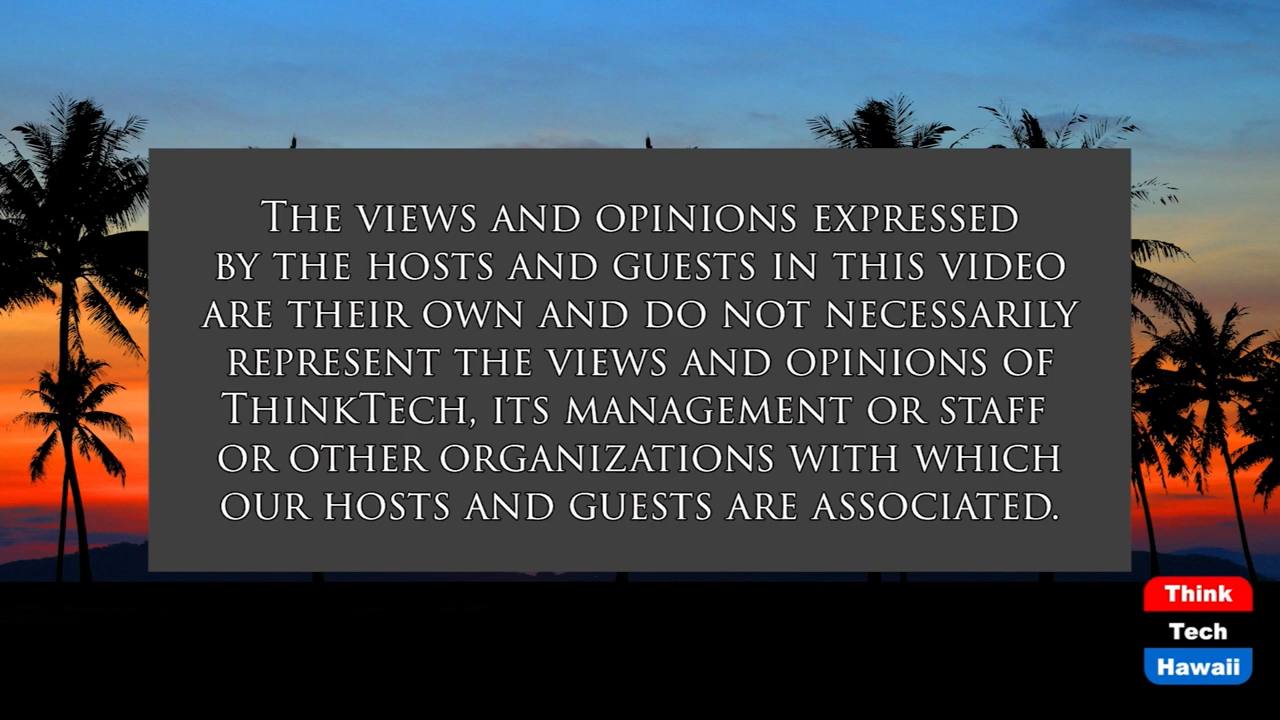 The views and opinions expressed
by the hosts and guests in this video
are their own and do not necessarily
represent the views and opinions of
ThinkTech, its management or staff
or other organizations with which
our hosts and guests are associated.
Think
Tech
Hawaii